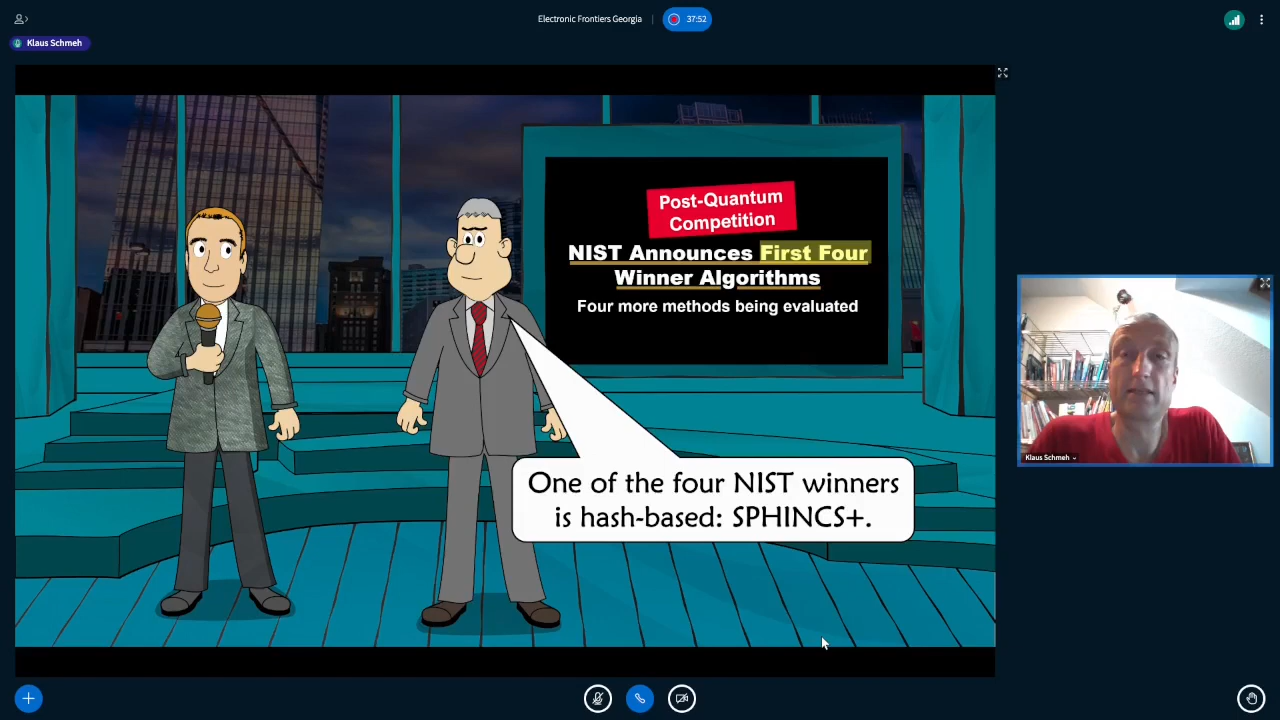 Electronic Frontiers Georgia
37:52
Klaus Schmeh
Post-Quantum
Competition
NIST Announces First Four
Winner Algorithms
Four more methods being evaluated
One of the four NIST winners
is hash-based: SPHINCS+.
Klaus Schmeh